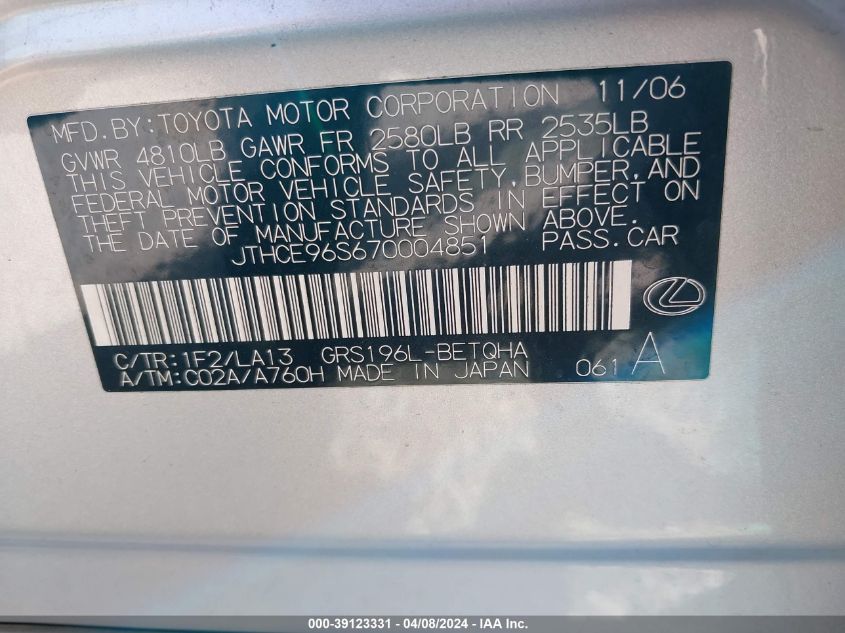 MFD. BY: TOYOTA MOTOR CORPORATION 11/06
GVWR 4810LB GAWR FR 2580LB RR 2535LB
THIS VEHICLE CONFORMS TO ALL APPLICABLE
FEDERAL MOTOR VEHICLE SAFETY, BUMPER, AND
THEFT PREVENTION STANDARDS IN EFFECT ON
THE DATE OF MANUFACTURE SHOWN ABOVE.
JTHCE96S670004851 PASS. CAR
C/TR: 1F2/LA13 GRS196L-BETQHA
A/TM: C02A/A760H MADE IN JAPAN 061 A
000-39123331 - 04/08/2024 - IAA Inc.